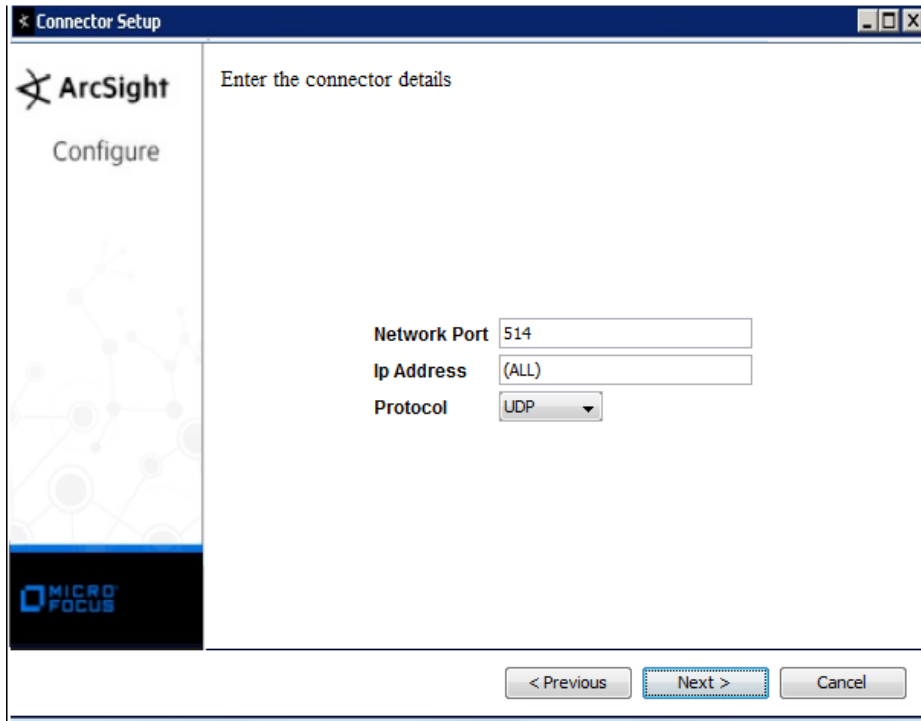 Connector Setup
ArcSight
Configure
Enter the connector details
Network Port 514
Ip Address (ALL)
Protocol UDP
MICRO
FOCUS
< Previous Next > Cancel